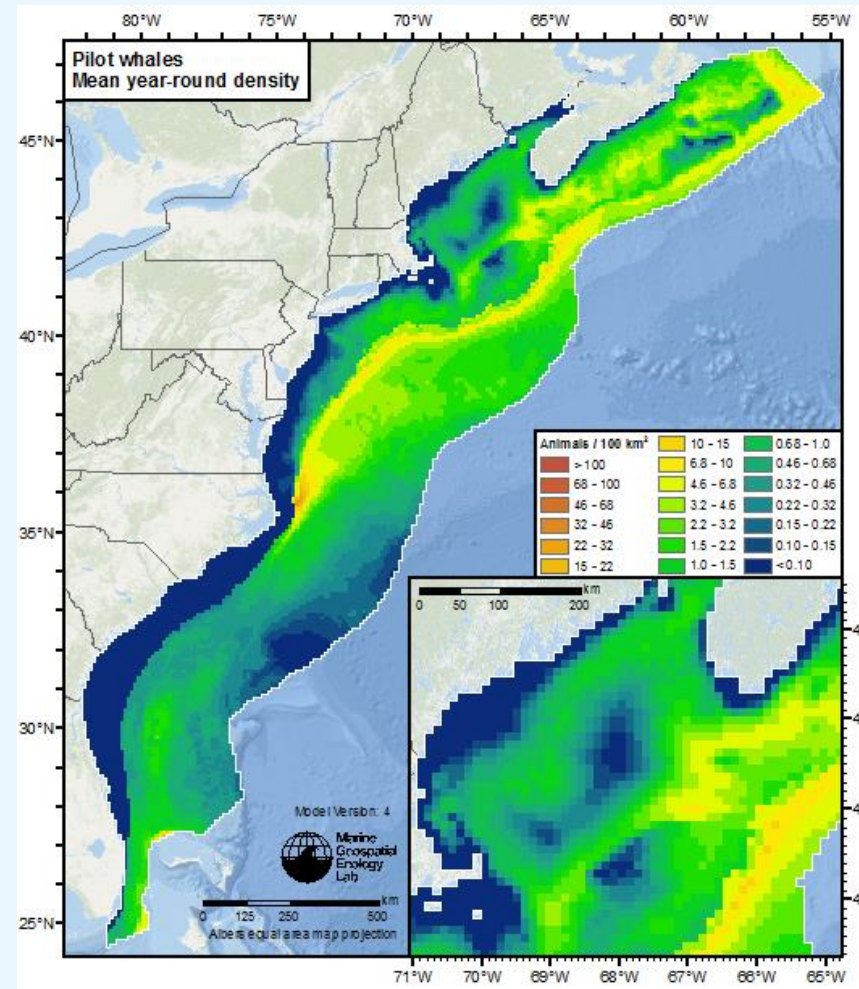 80°W 75°W 70°W 65°W 60°W 55°W
Pilot whales
Mean year-round density
45°N
40°N
35°N
30°N
25°N
Animals / 100 km²
> 100
68 - 100
46 - 68
32 - 46
22 - 32
15 - 22
10 - 15
6.8 - 10
4.6 - 6.8
3.2 - 4.6
2.2 - 3.2
1.5 - 2.2
1.0 - 1.5
0.68 - 1.0
0.46 - 0.68
0.32 - 0.46
0.22 - 0.32
0.15 - 0.22
0.10 - 0.15
<0.10
km
0 50 100 200
4
4
4
4
Model Version: 4
Marine
Geospatial
Ecology
Lab
km
0 125 250 500
Albers equal area map projection
71°W 70°W 69°W 68°W 67°W 66°W